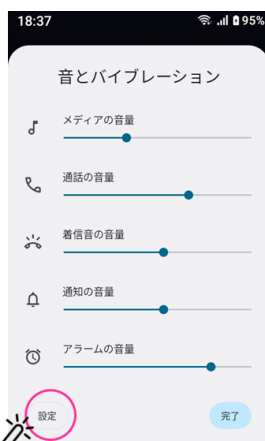 18:37
95%
音とバイブレーション
メディアの音量
通話の音量
着信音の音量
通知の音量
アラームの音量
設定
完了